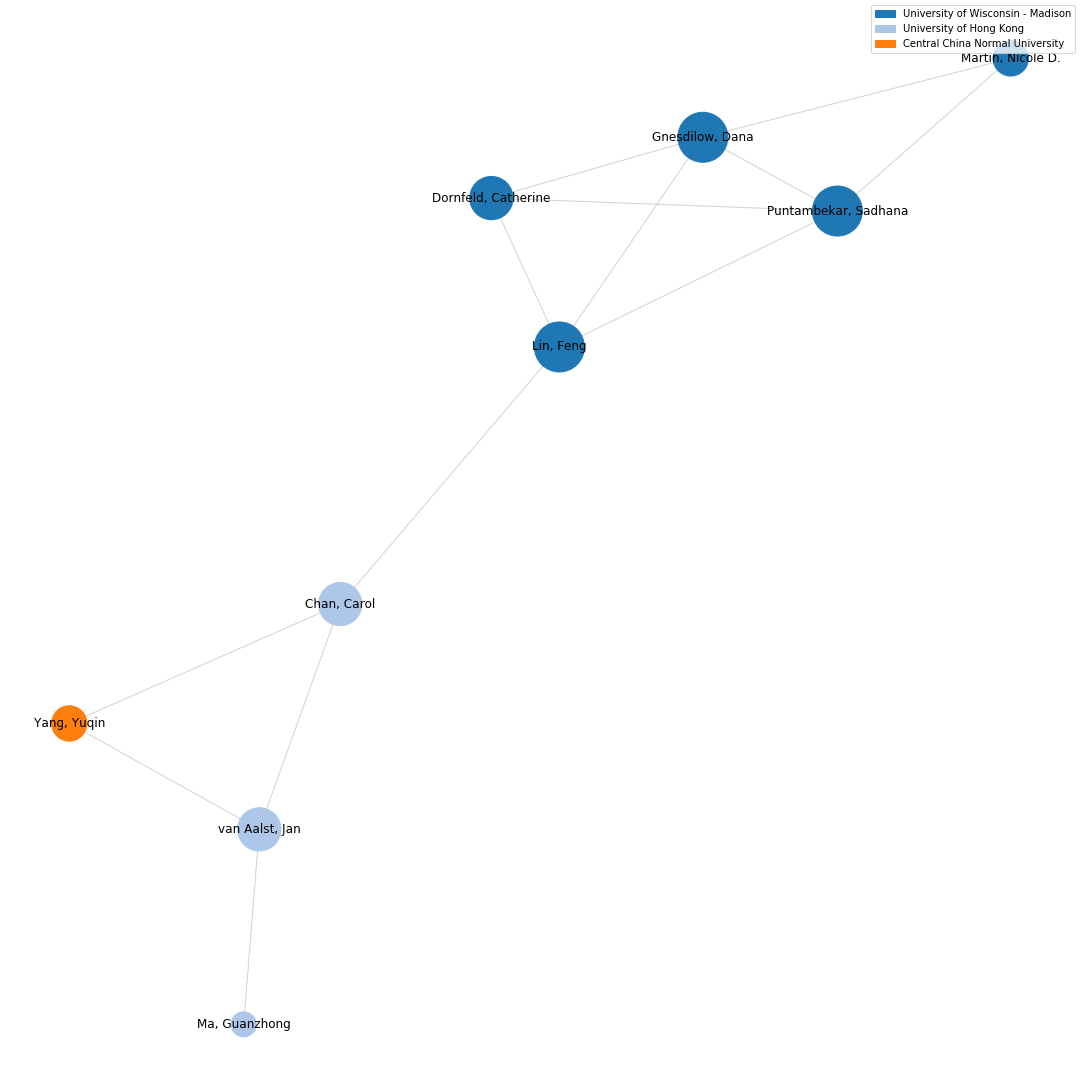 University of Wisconsin - Madison
University of Hong Kong
Central China Normal University
Martin, Nicole D.
Gnesdilow, Dana
Dornfeld, Catherine
Puntambekar, Sadhana
Lin, Feng
Chan, Carol
Yang, Yuqin
van Aalst, Jan
Ma, Guanzhong